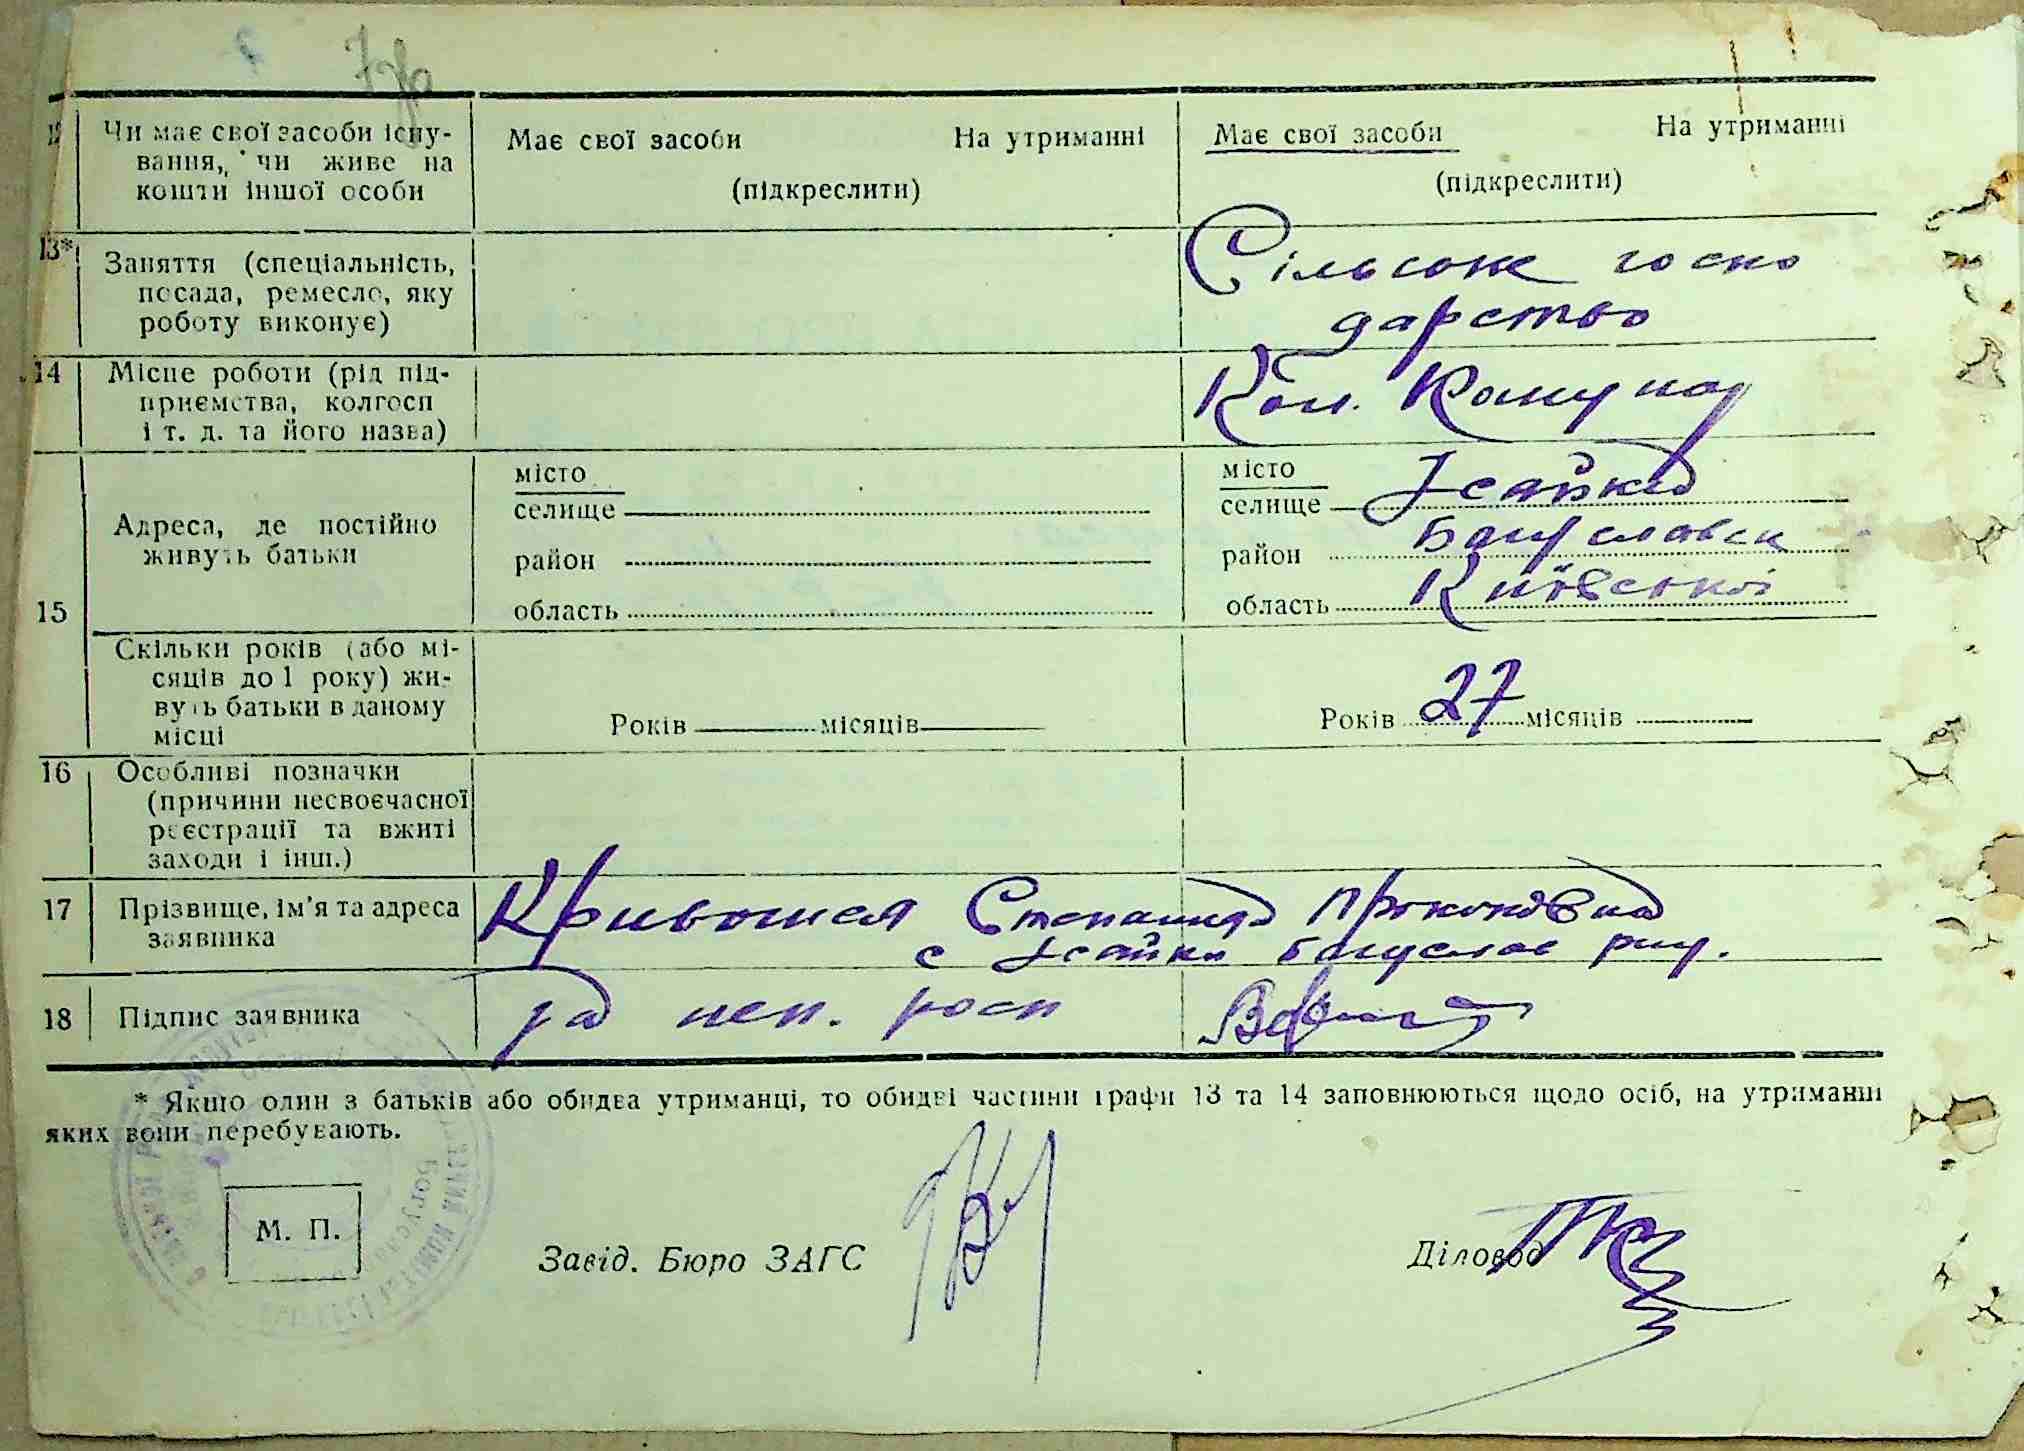 12 Чи має свої засоби існу-
вання, чи живе на
кошти іншої особи
Має свої засоби На утриманні
(підкреслити)
Має свої засоби На утриманні
(підкреслити)
13* Заняття (спеціальність,
посада, ремесло, яку
роботу виконує)
Сільське госпо
дарство
14 Місце роботи (рід під-
приємства, колгосп
і т. д. та його назва)
Кол. Комунар
15
Адреса, де постійно
живуть батьки
місто
селище
район
область
місто
селище Ісайки
район Богуславськ
область Київської
Скільки років (або мі-
сяців до 1 року) жи-
вуть батьки в даному
місці
Років місяців
Років 27 місяців
16 Особливі позначки
(причини несвоєчасної
реєстрації та вжиті
заходи і інш.)
17 Прізвище, ім'я та адреса
заявника
Кривошея Степанида Прокопівна
с Ісайки Богуслав
18 Підпис заявника
за неп. росп
* Якщо один з батьків або обидва утриманці, то обидві частини графи 13 та 14 заповнюються щодо осіб, на утриманні
яких вони перебувають.
М. П.
Завід. Бюро ЗАГС
Діловод